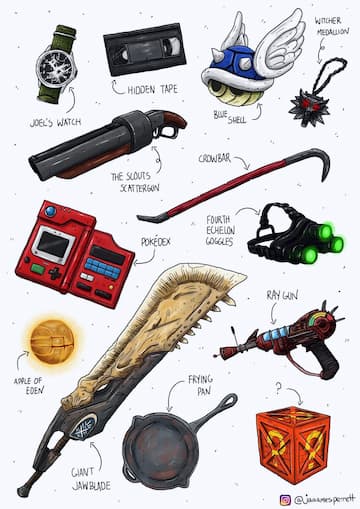 WITCHER
MEDALLION
HIDDEN TAPE
JOEL'S WATCH
BLUE
SHELL
THE SCOUTS
SCATTERGUN
CROWBAR
FOURTH
ECHELON
GOGGLES
POKÉDEX
RAY GUN
APPLE OF
EDEN
FRYING
PAN
?
GIANT
JAWBLADE